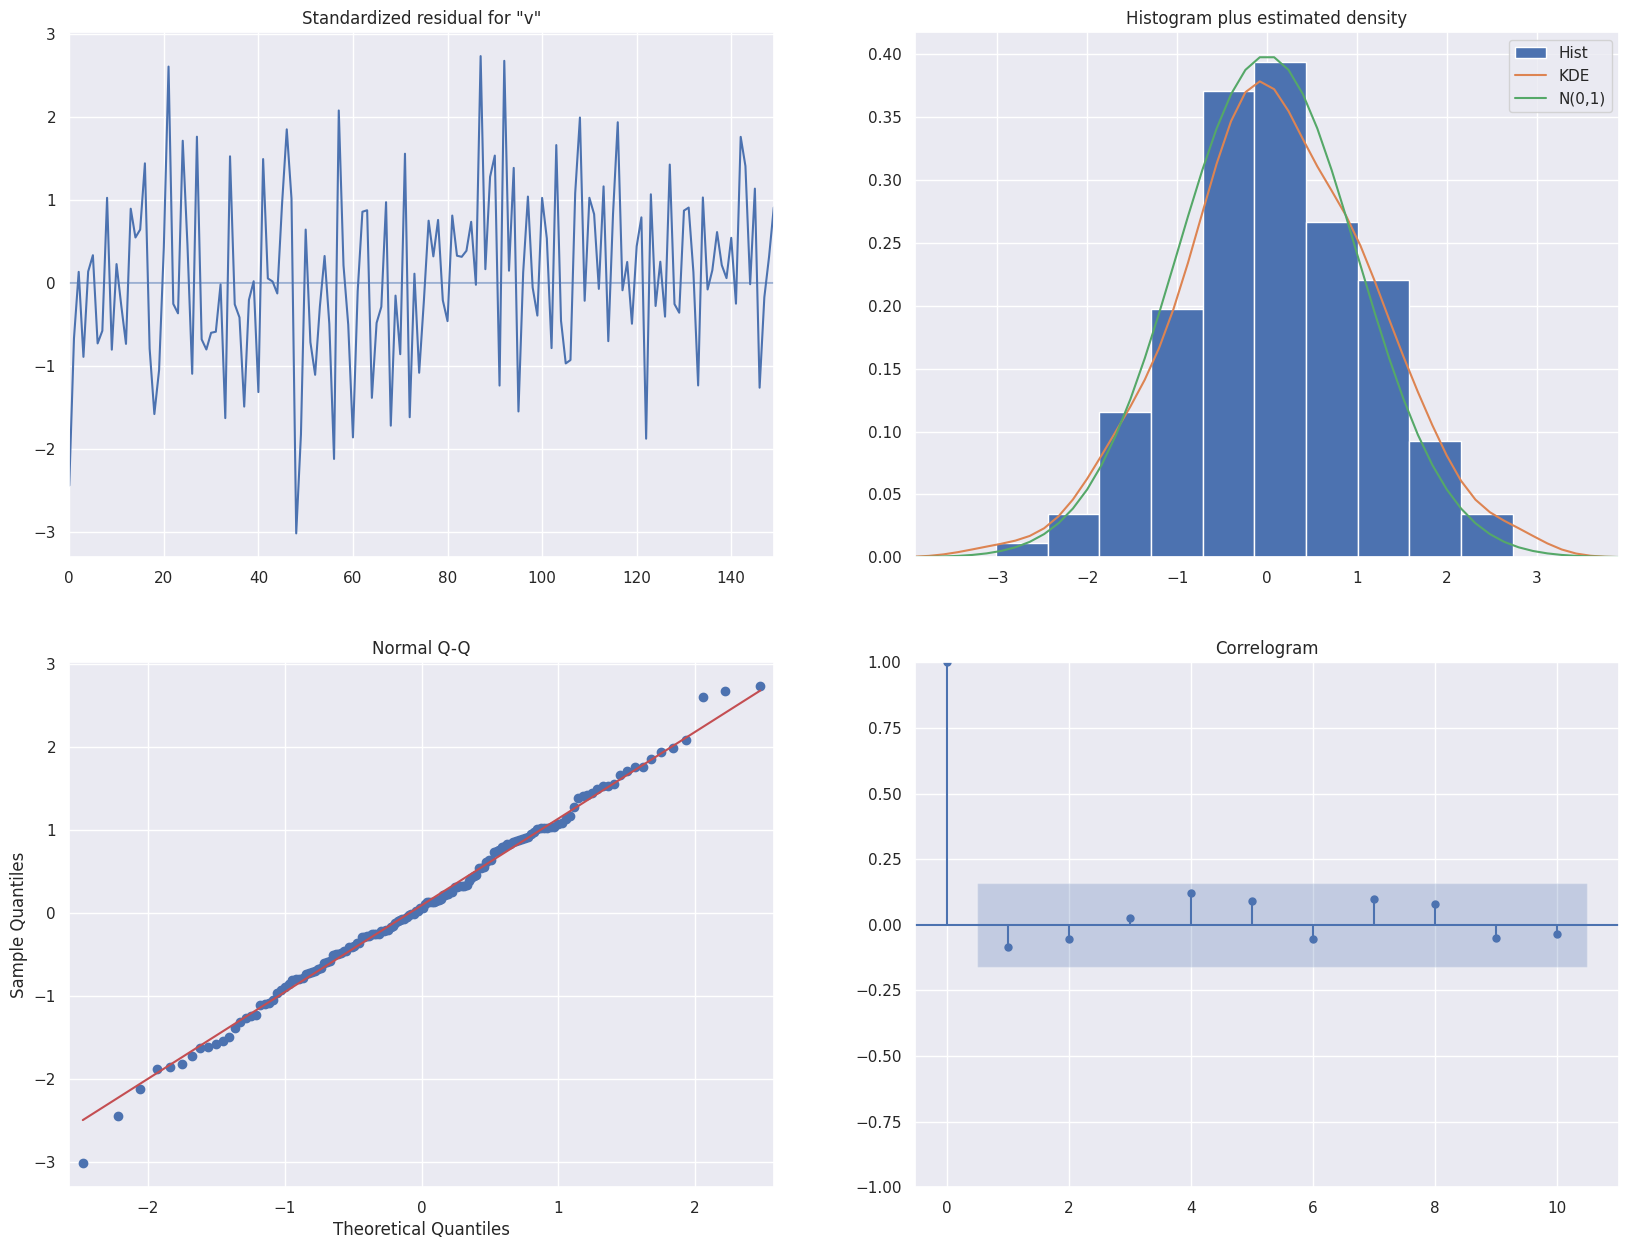 Standardized residual for "v"
3
2
1
0
−1
−2
−3
0 20 40 60 80 100 120 140
Histogram plus estimated density
Hist
KDE
N(0,1)
0.40
0.35
0.30
0.25
0.20
0.15
0.10
0.05
0.00
−3 −2 −1 0 1 2 3
Normal Q-Q
Sample Quantiles
3
2
1
0
−1
−2
−3
−2 −1 0 1 2
Theoretical Quantiles
Correlogram
1.00
0.75
0.50
0.25
0.00
−0.25
−0.50
−0.75
−1.00
0 2 4 6 8 10